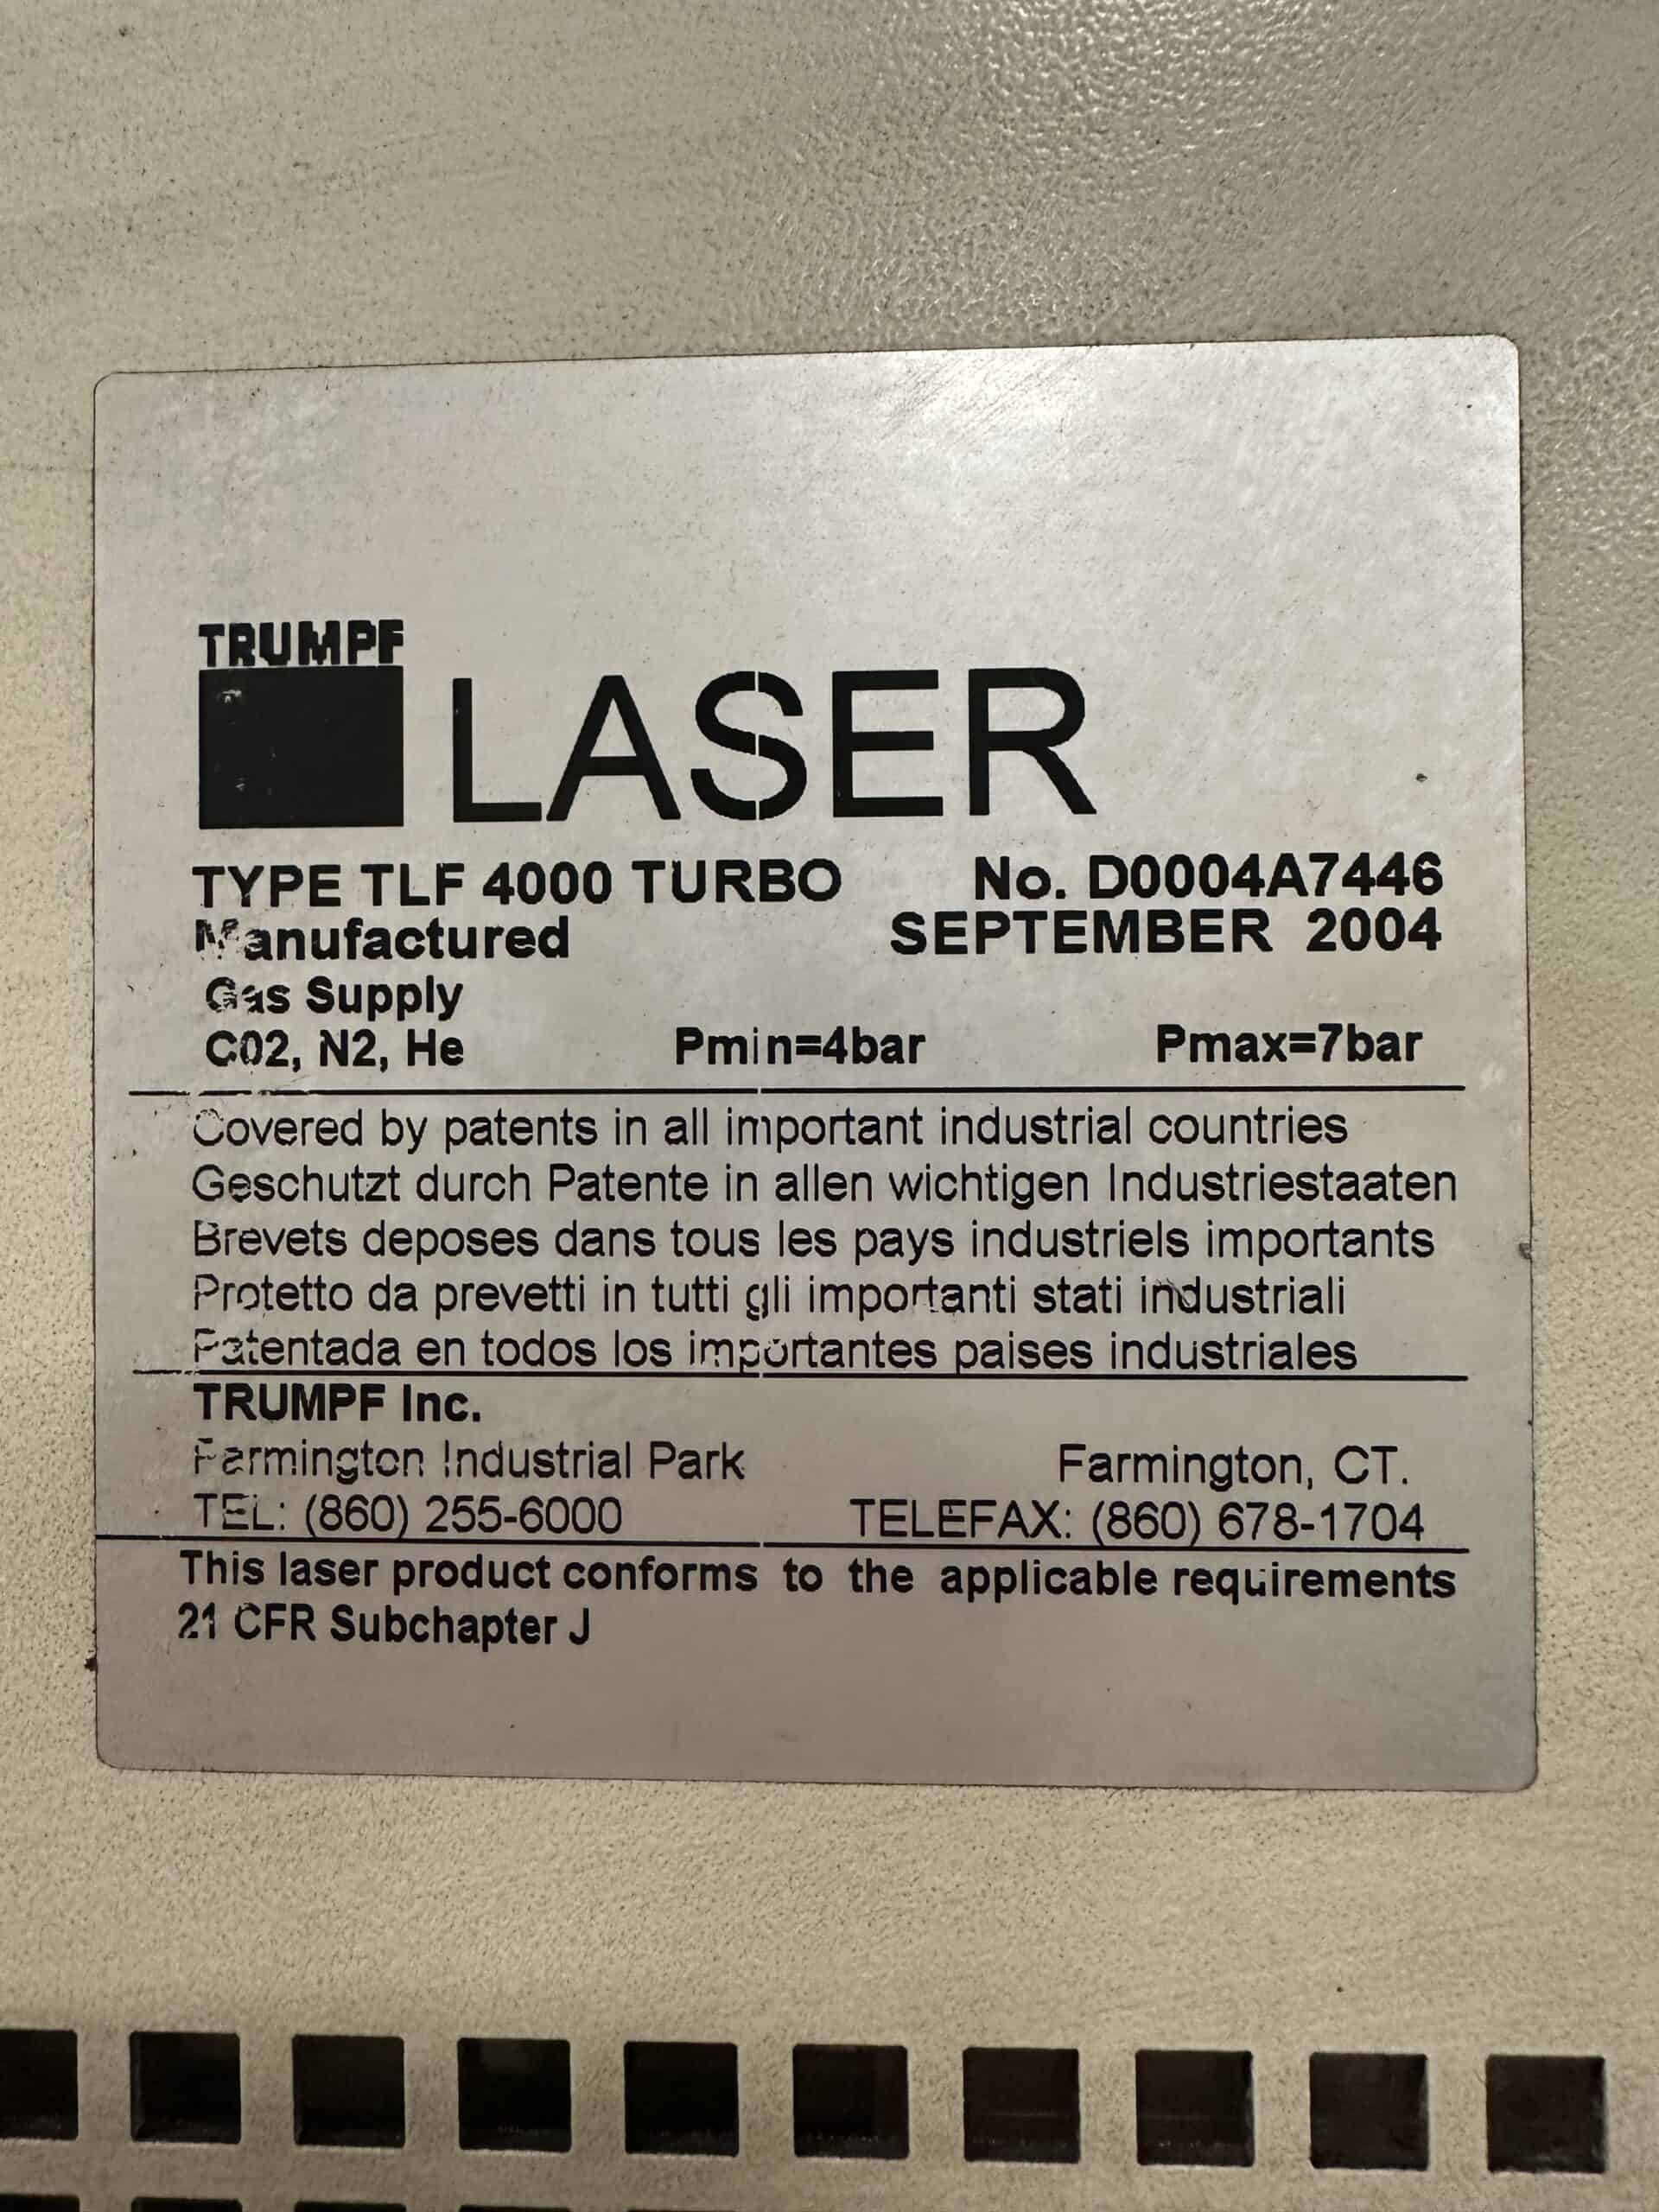 TRUMPF
LASER
TYPE TLF 4000 TURBO No. D0004A7446
Manufactured SEPTEMBER 2004
Gas Supply
C02, N2, He Pmin=4bar Pmax=7bar
Covered by patents in all important industrial countries
Geschutzt durch Patente in allen wichtigen Industriestaaten
Brevets deposes dans tous les pays industriels importants
Protetto da prevetti in tutti gli importanti stati industriali
Patentada en todos los importantes paises industriales
TRUMPF Inc.
Farmington Industrial Park Farmington, CT.
TEL: (860) 255-6000 TELEFAX: (860) 678-1704
This laser product conforms to the applicable requirements
21 CFR Subchapter J